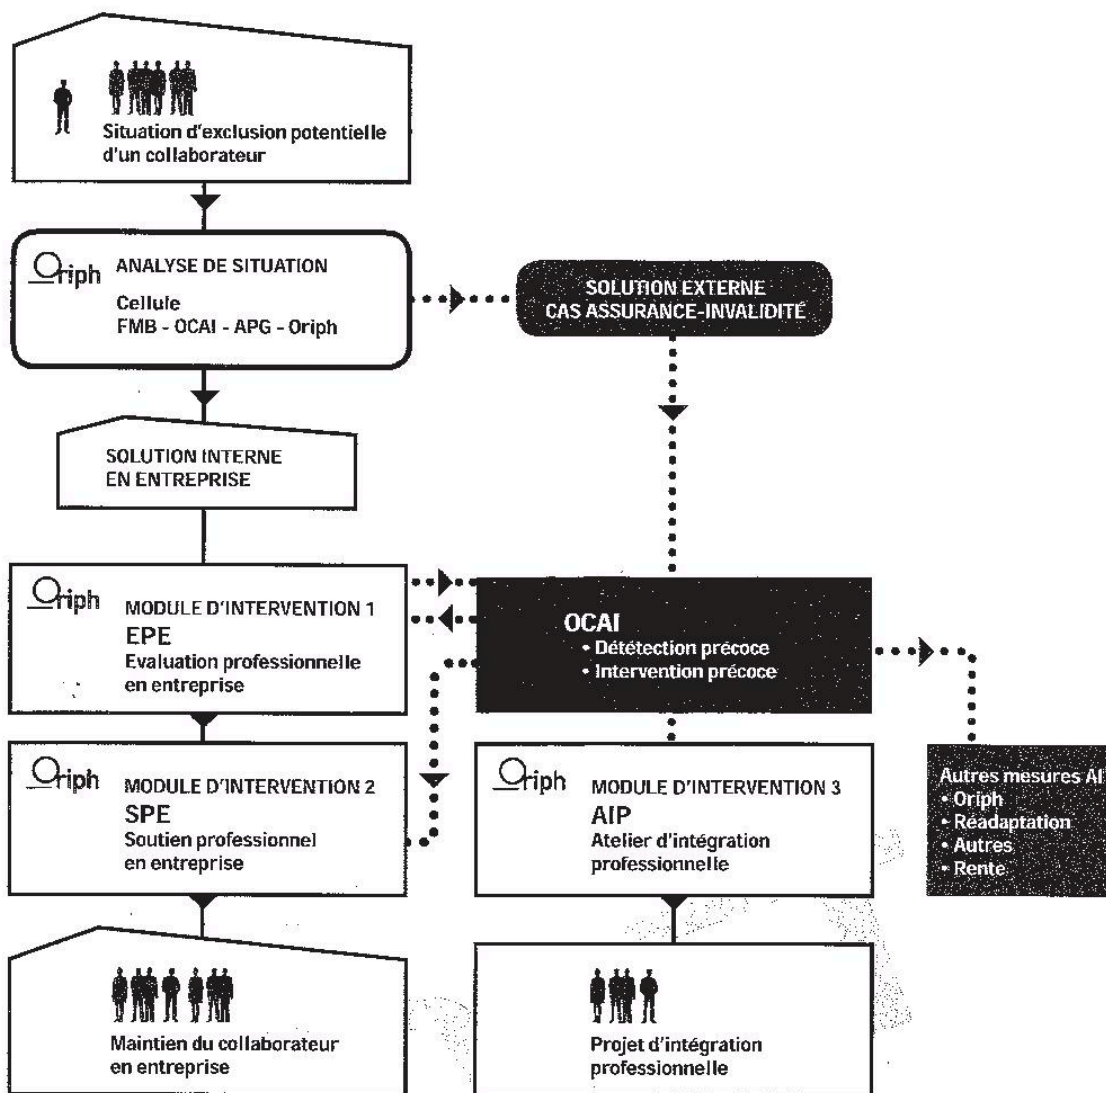 Situation d'exclusion potentielle
d'un collaborateur
Oriph
ANALYSE DE SITUATION
Cellule
FMB - OCAI - APG - Oriph
SOLUTION EXTERNE
CAS ASSURANCE-INVALIDITÉ
SOLUTION INTERNE
EN ENTREPRISE
Oriph
MODULE D'INTERVENTION 1
EPE
Evaluation professionnelle
en entreprise
OCAI
• Dététection précoce
• Intervention précoce
Oriph
MODULE D'INTERVENTION 2
SPE
Soutien professionnel
en entreprise
Oriph
MODULE D'INTERVENTION 3
AIP
Atelier d'intégration
professionnelle
Autres mesures AI
• Oriph
• Réadaptation
• Autres
• Rente
Maintien du collaborateur
en entreprise
Projet d'intégration
professionnelle